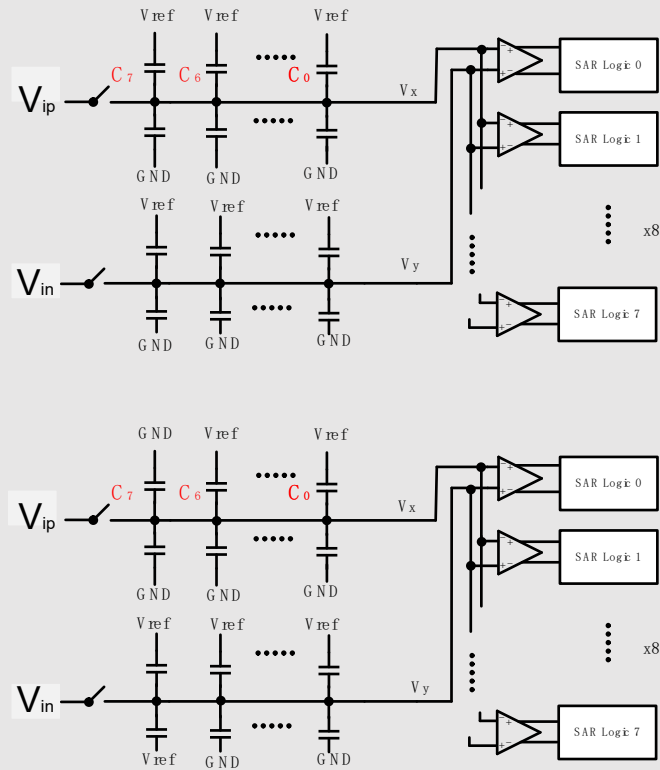 Vref Vref Vref
C7 C6 C0
Vip
Vx
GND GND GND
Vref Vref Vref
Vin
Vy
GND GND GND
-+
+-
SAR Logic 0
-+
+-
SAR Logic 1
x8
-+
+-
SAR Logic 7
GND Vref Vref
C7 C6 C0
Vip
Vx
GND GND GND
Vref Vref Vref
Vin
Vy
Vref GND GND
-+
+-
SAR Logic 0
-+
+-
SAR Logic 1
x8
-+
+-
SAR Logic 7